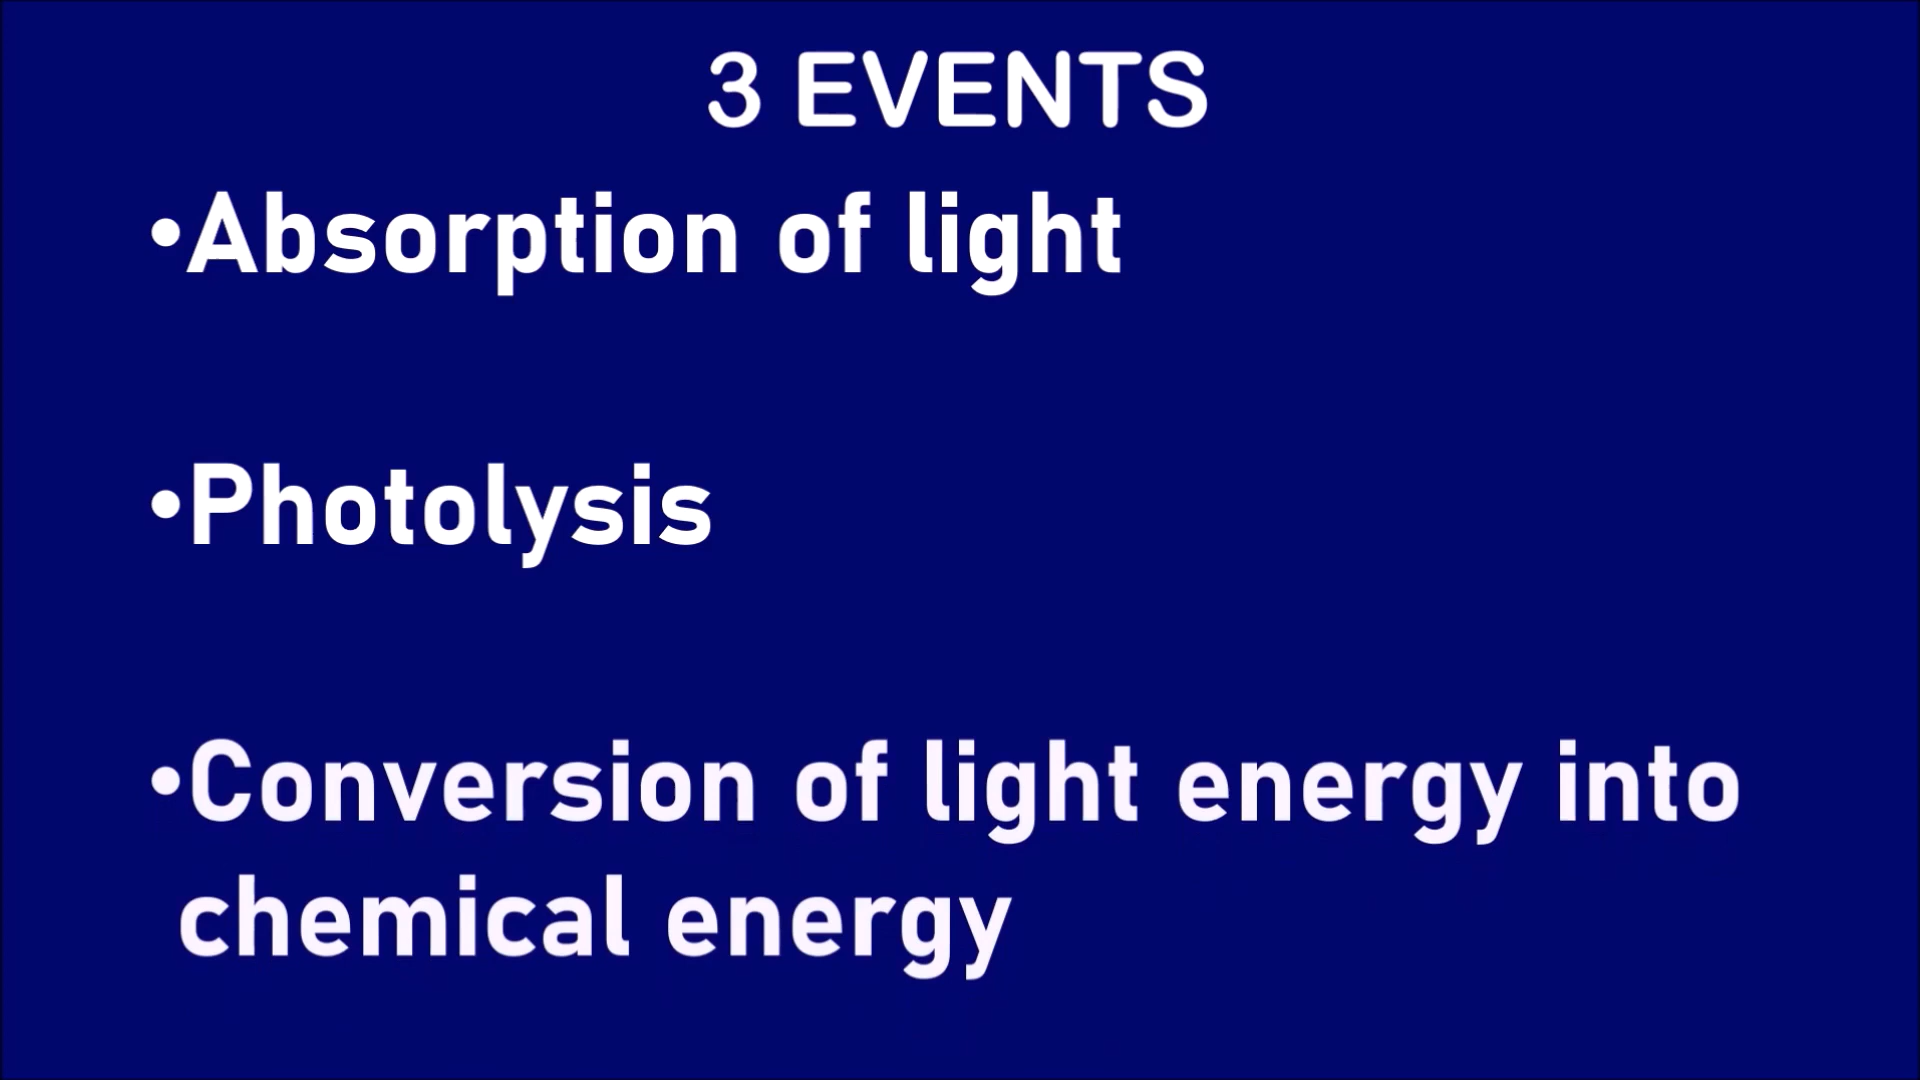 3 EVENTS
•Absorption of light
•Photolysis
•Conversion of light energy into
chemical energy